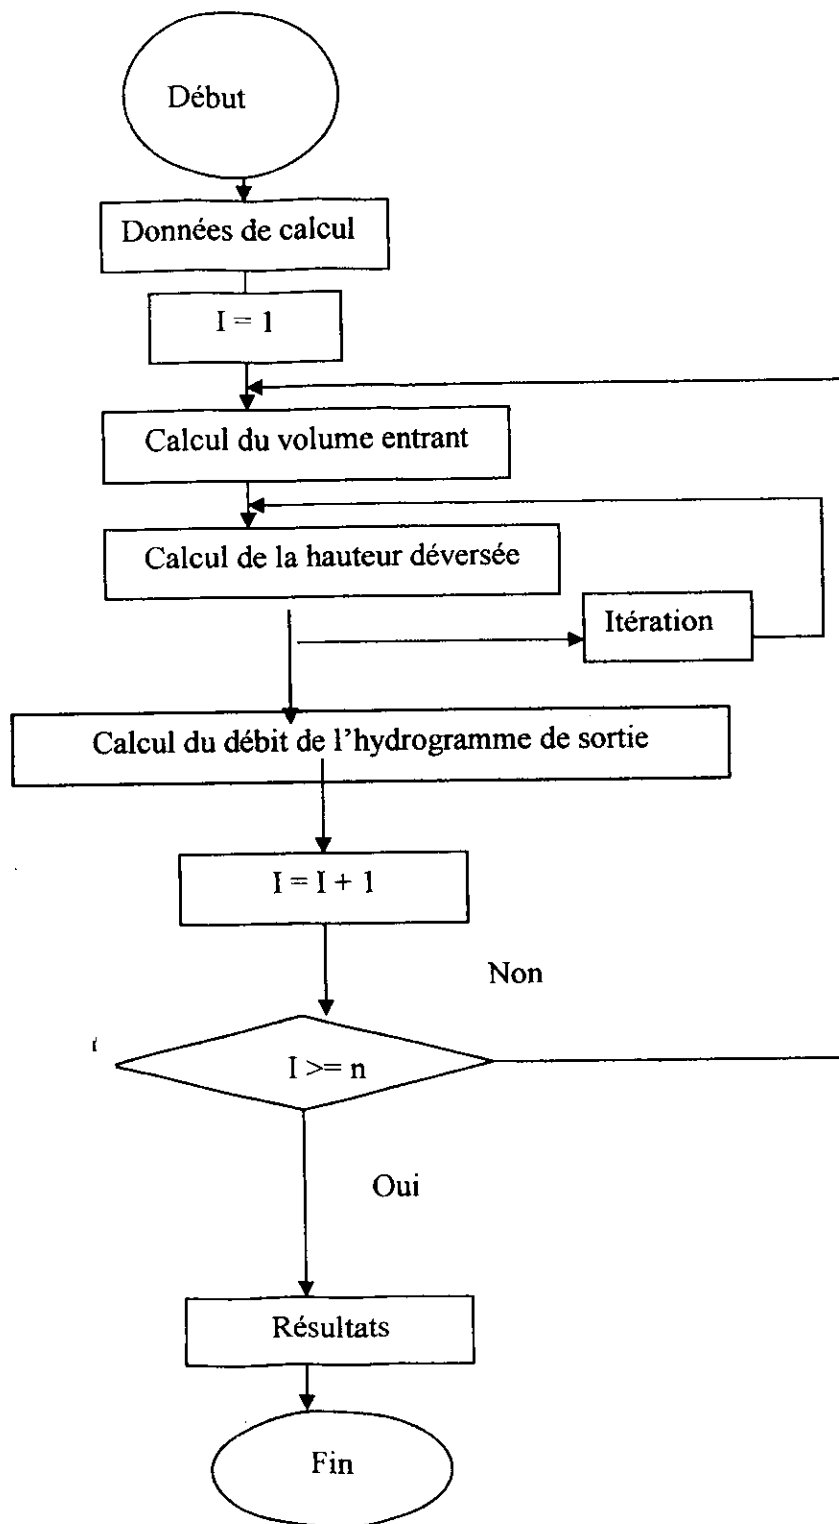 Début
Données de calcul
I = 1
Calcul du volume entrant
Calcul de la hauteur déversée
Itération
Calcul du débit de l'hydrogramme de sortie
I = I + 1
Non
I >= n
Oui
Résultats
Fin